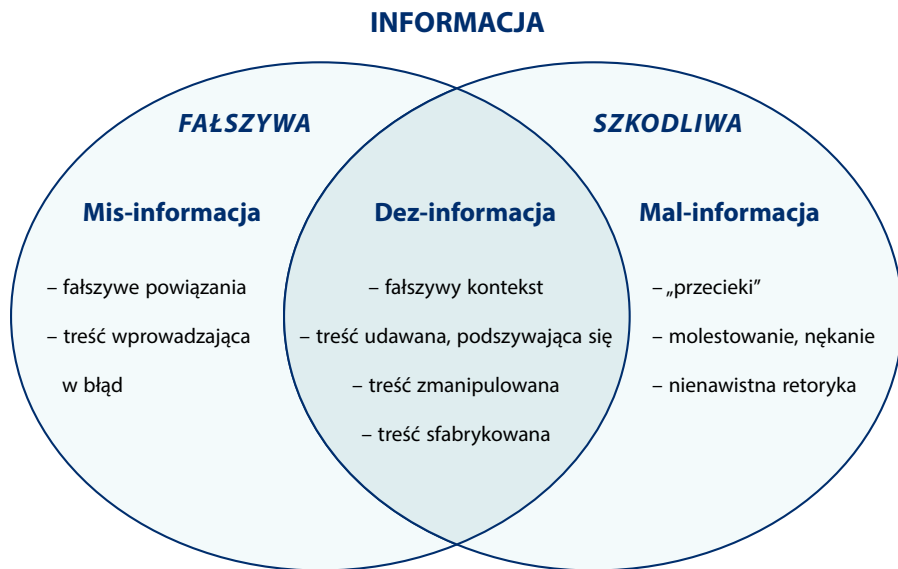 INFORMACJA
FAŁSZYWA
SZKODLIWA
Mis-informacja
– fałszywe powiązania
– treść wprowadzająca
w błąd
Dez-informacja
– fałszywy kontekst
– treść udawana, podszywająca się
– treść zmanipulowana
– treść sfabrykowana
Mal-informacja
– „przecieki”
– molestowanie, nękanie
– nienawistna retoryka